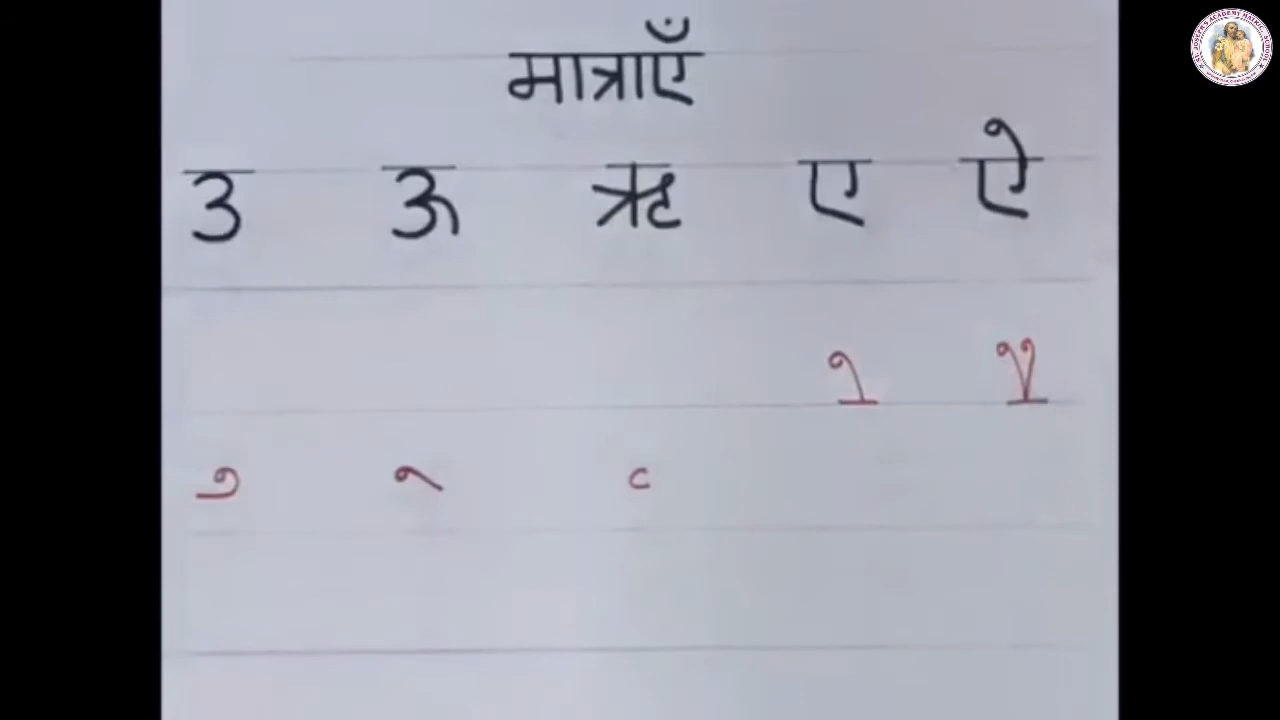 मात्राएँ
उ ऊ ऋ ए ऐ
े ै
ु ू ृ